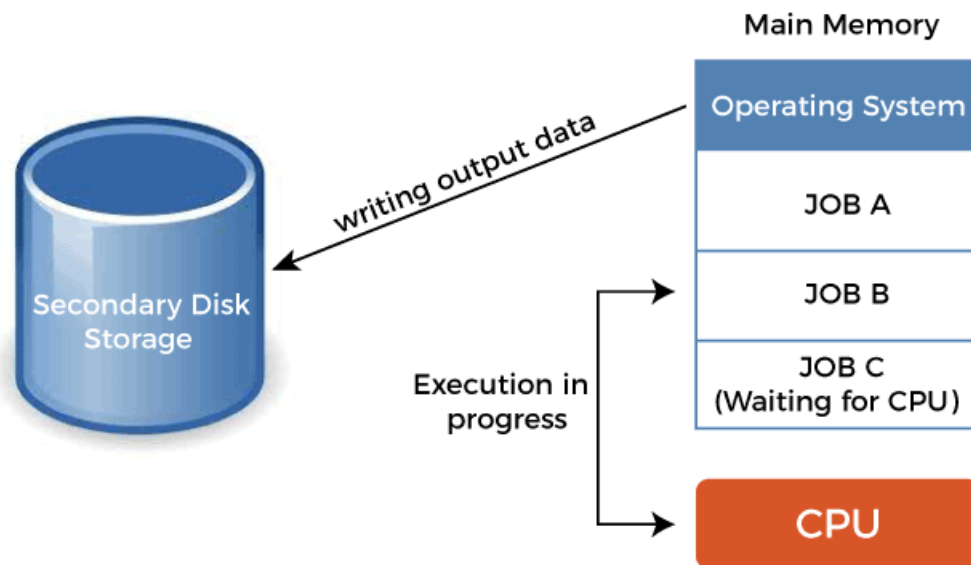 Main Memory
Operating System
writing output data
JOB A
JOB B
Secondary Disk
Storage
JOB C
(Waiting for CPU)
Execution in
progress
CPU